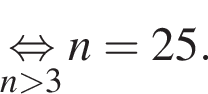 ⇔ n = 25.
n>3